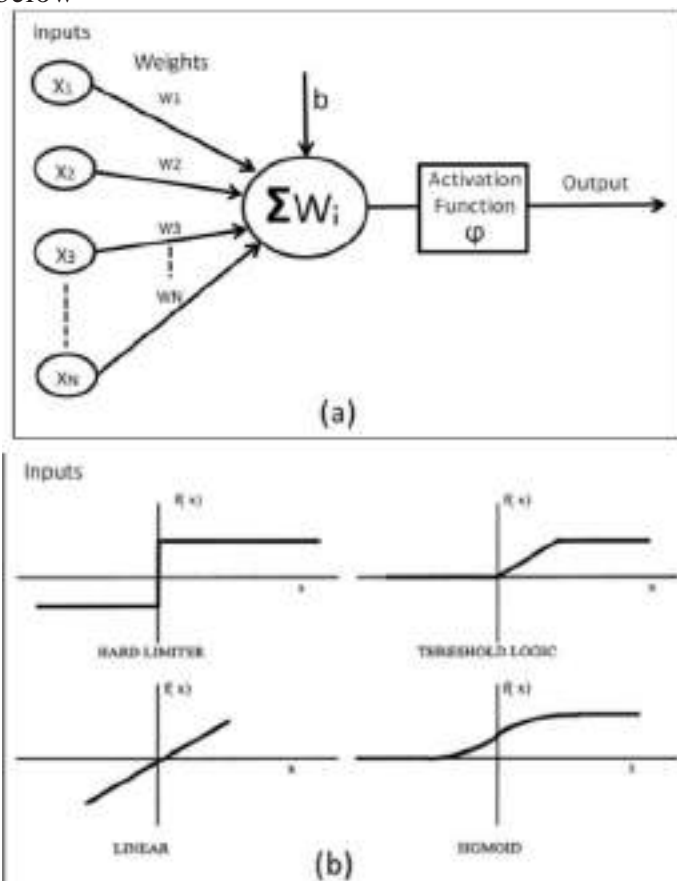 below
Inputs
Weights
X1
W1
b
X2
W2
ΣWi
Activation
Function
φ
Output
X3
W3
WN
XN
(a)
Inputs
f( x)
x
HARD LIMITER
f( x)
x
THRESHOLD LOGIC
f( x)
x
LINEAR
f( x)
SIGMOID
(b)